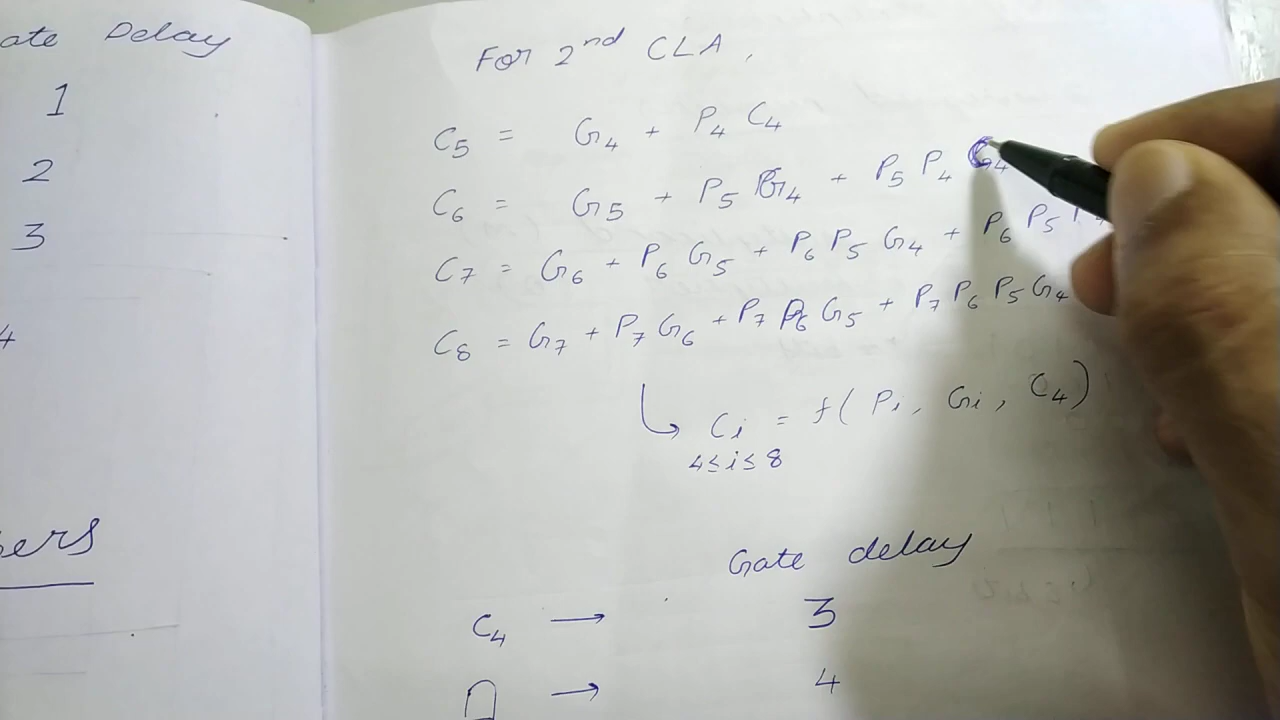 ate Delay
1
2
3
4
sers
For 2nd CLA,
C5 = G4 + P4 C4
C6 = G5 + P5 G4 + P5 P4
C7 = G6 + P6 G5 + P6 P5 G4 + P6 P5
C8 = G7 + P7 G6 + P7 P6 G5 + P7 P6 P5 G4
Ci = f( Pi, Gi, C4)
4≤i≤8
Gate delay
C4 → 3
→ 4